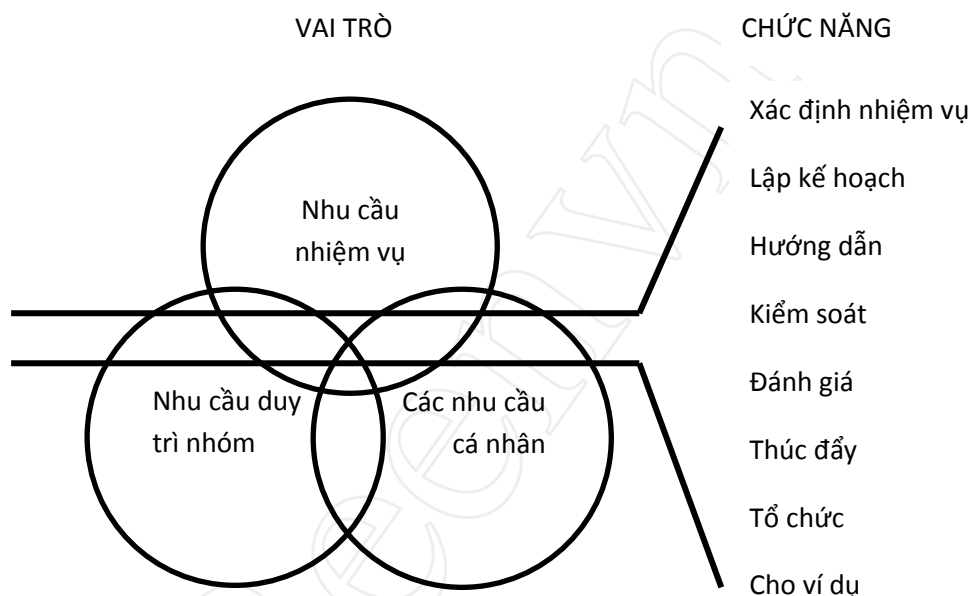 VAI TRÒ
CHỨC NĂNG
Nhu cầu
nhiệm vụ
Nhu cầu duy
trì nhóm
Các nhu cầu
cá nhân
Xác định nhiệm vụ
Lập kế hoạch
Hướng dẫn
Kiểm soát
Đánh giá
Thúc đẩy
Tổ chức
Cho ví dụ